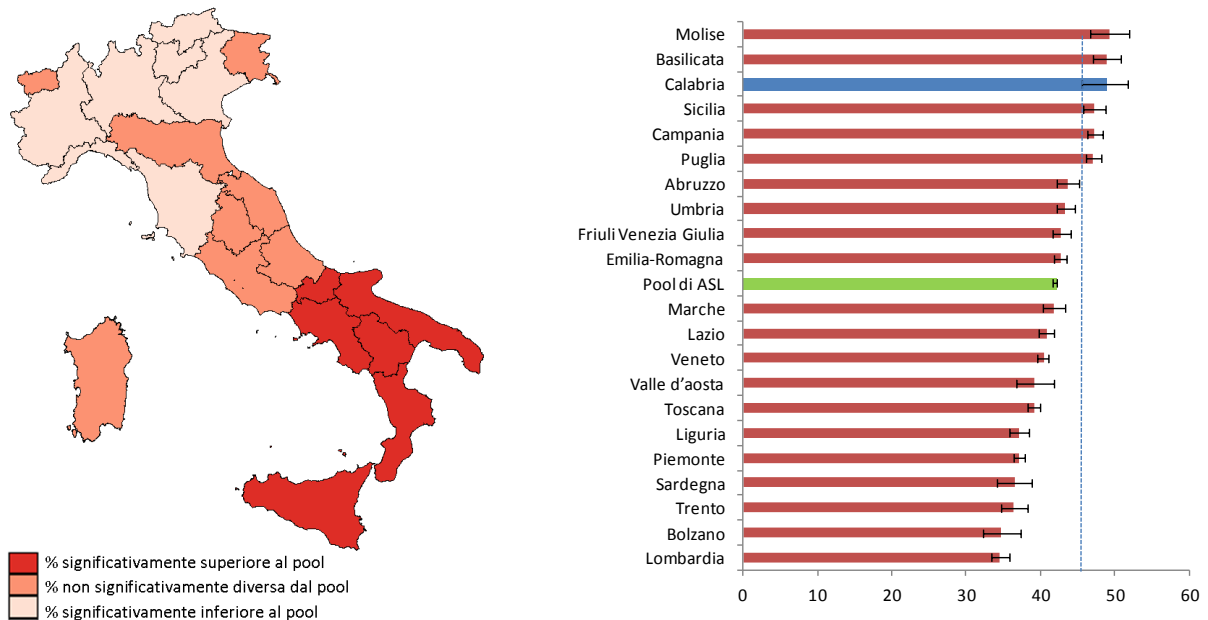 % significativamente superiore al pool
% non significativamente diversa dal pool
% significativamente inferiore al pool
Molise
Basilicata
Calabria
Sicilia
Campania
Puglia
Abruzzo
Umbria
Friuli Venezia Giulia
Emilia-Romagna
Pool di ASL
Marche
Lazio
Veneto
Valle d'aosta
Toscana
Liguria
Piemonte
Sardegna
Trento
Bolzano
Lombardia
0 10 20 30 40 50 60